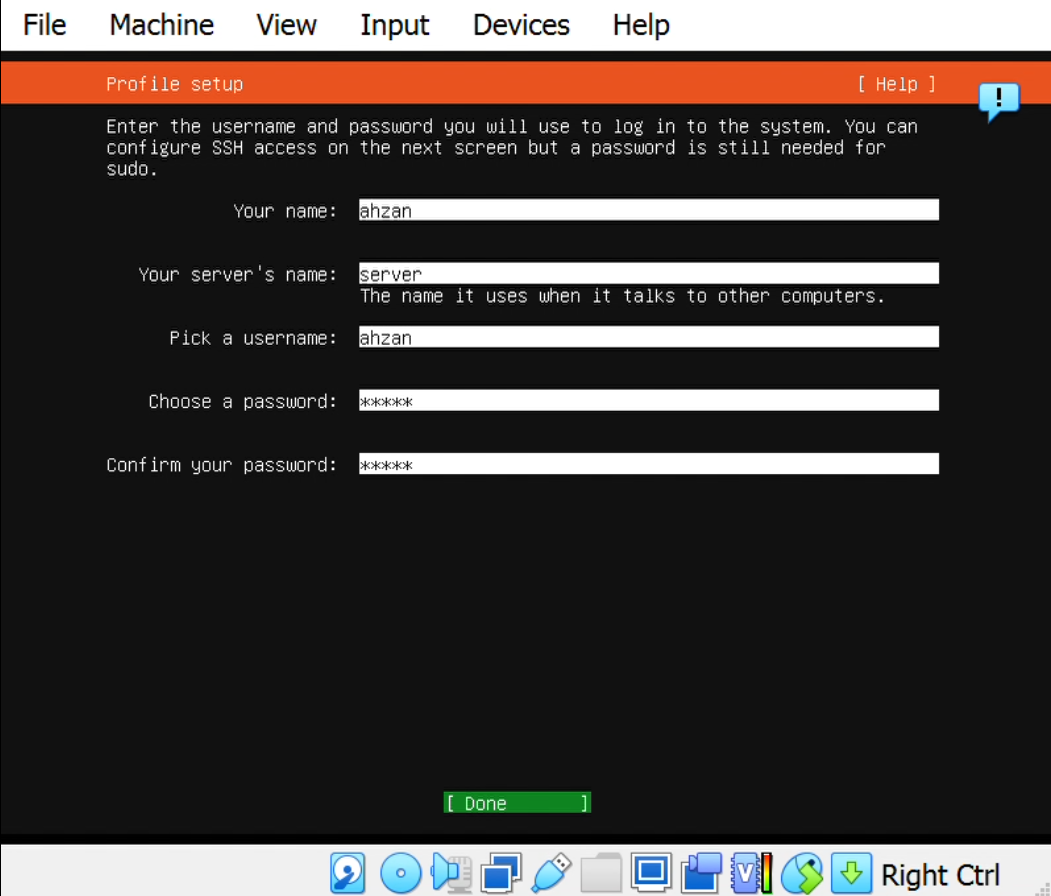 File Machine View Input Devices Help
Profile setup [ Help ]
!
Enter the username and password you will use to log in to the system. You can
configure SSH access on the next screen but a password is still needed for
sudo.
Your name: ahzan
Your server's name: server
The name it uses when it talks to other computers.
Pick a username: ahzan
Choose a password: *****
Confirm your password: *****
[ Done ]
V Right Ctrl